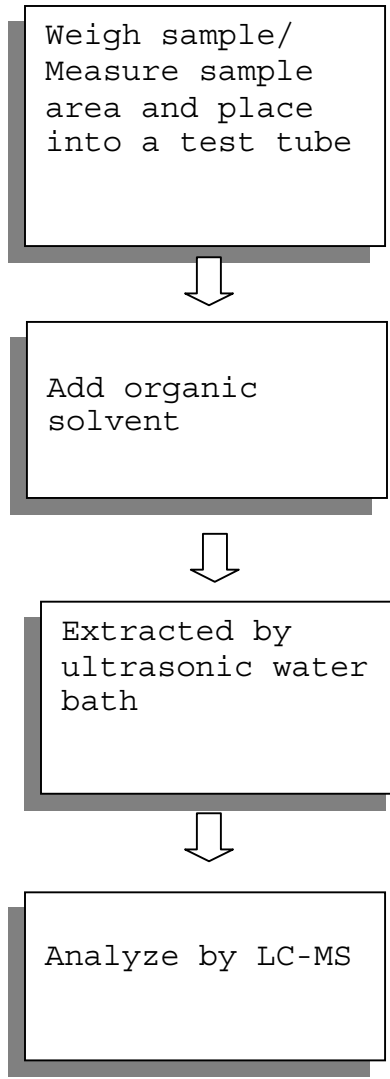 Weigh sample/
Measure sample
area and place
into a test tube
Add organic
solvent
Extracted by
ultrasonic water
bath
Analyze by LC-MS